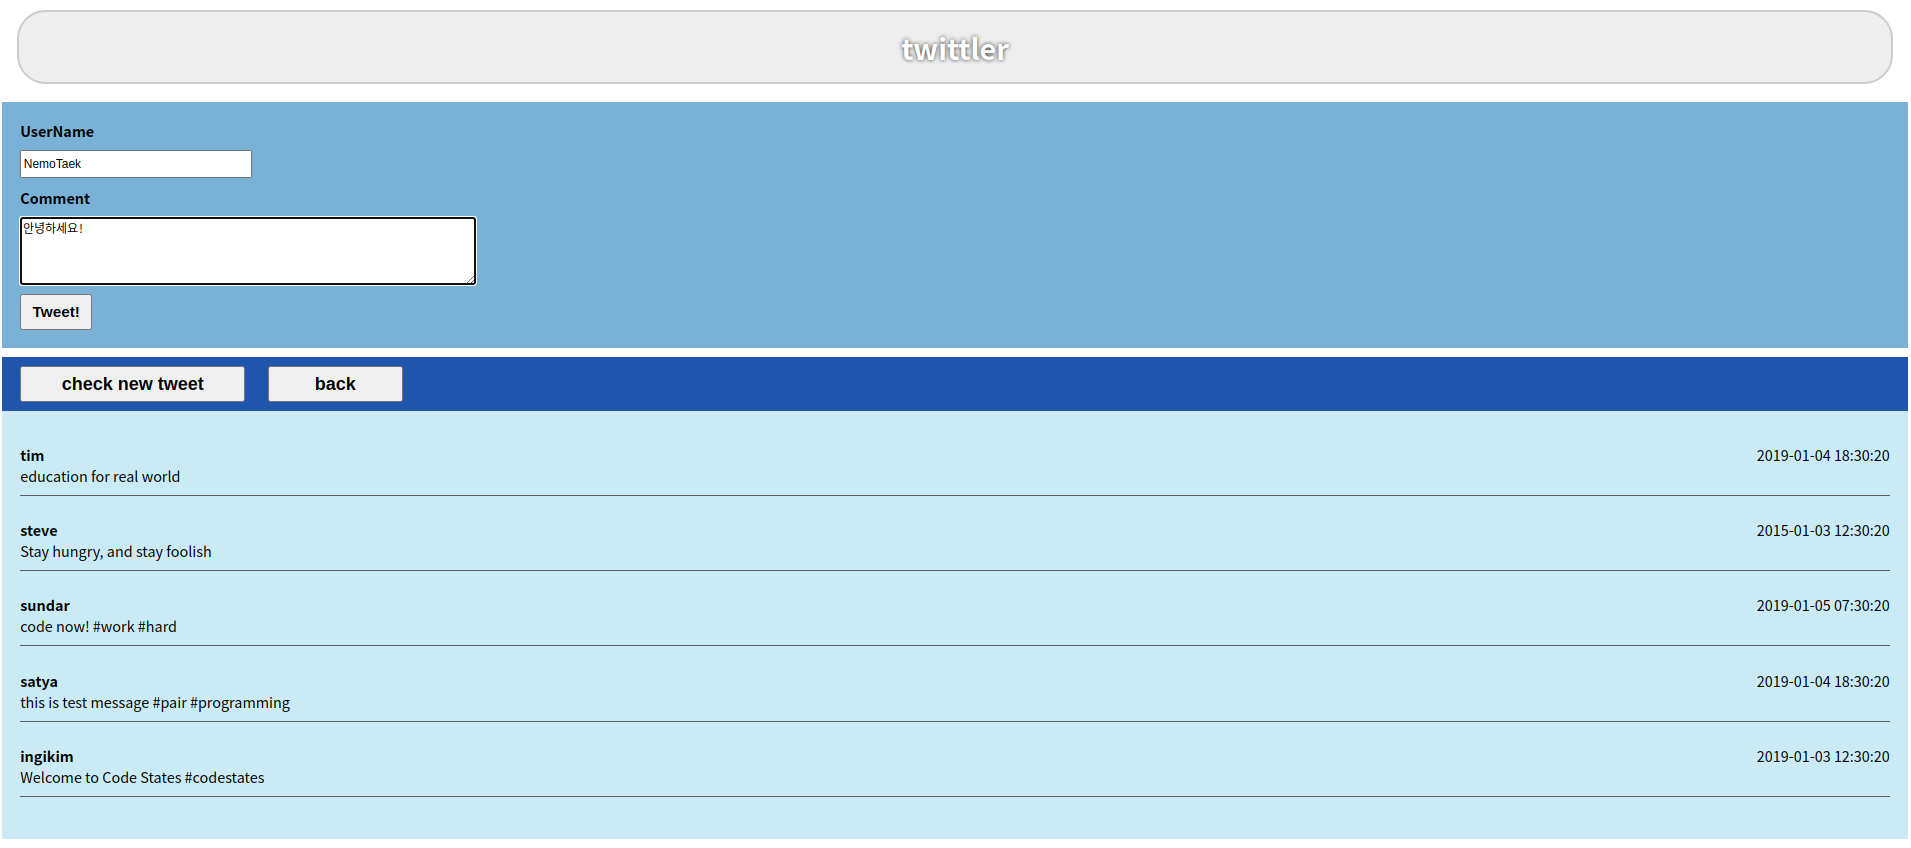 twittler
UserName
NemoTaek
Comment
안녕하세요!
Tweet!
check new tweet back
tim 2019-01-04 18:30:20
education for real world
steve 2015-01-03 12:30:20
Stay hungry, and stay foolish
sundar 2019-01-05 07:30:20
code now! #work #hard
satya 2019-01-04 18:30:20
this is test message #pair #programming
ingikim 2019-01-03 12:30:20
Welcome to Code States #codestates